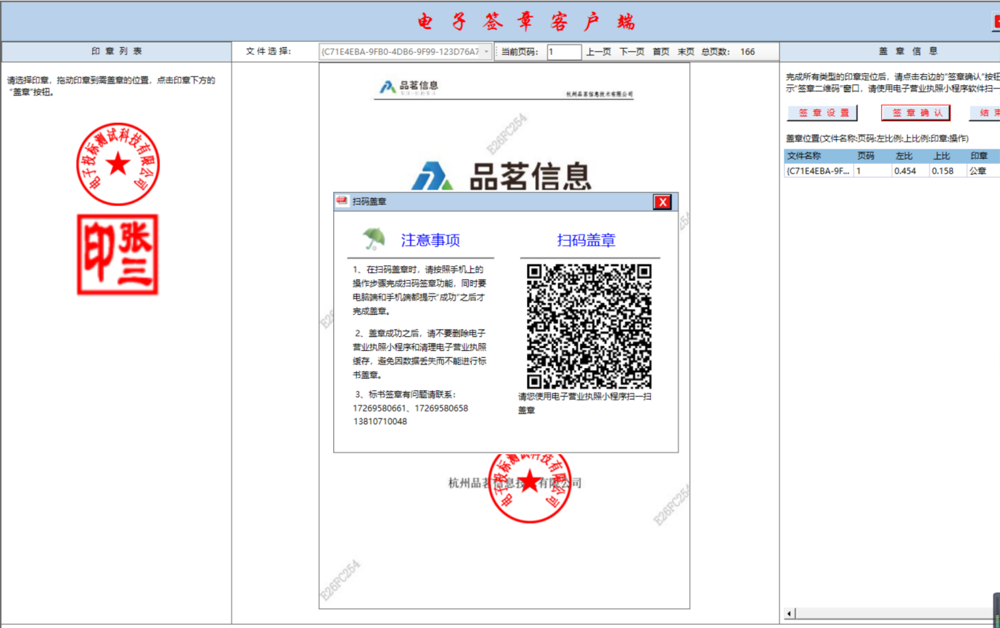 电子签章客户端
印章列表
文件选择:
{C71E4EBA-9FB0-4DB6-9F99-123D76A7
当前页码:
1
上一页 下一页 首页 末页 总页数: 166
盖章信息
请选择印章，拖动印章到需盖章的位置，点击印章下方的
"盖章"按钮。
电子投标测试科技有限公司
张三印
品茗信息
杭州品茗信息技术有限公司
E26FC254
品茗信息
扫码盖章
X
注意事项
1、在扫码盖章时，请按照手机上的
操作步骤完成扫码签章功能，同时要
电脑端和手机端都提示"成功"之后才
完成盖章。
2、盖章成功之后，请不要删除电子
营业执照小程序和清理电子营业执照
缓存，避免因数据丢失而不能进行标
书盖章。
3、标书签章有问题请联系:
17269580661、17269580658
13810710048
扫码盖章
请您使用电子营业执照小程序扫一扫
盖章
杭州品茗信息技术有限公司
电子投标测试科技有限公司
E26FC254
E26FC254
完成所有类型的印章定位后，请点击右边的"签章确认"按钮
示"签章二维码"窗口，请使用电子营业执照小程序软件扫一
签章设置
签章确认
结束
盖章位置(文件名称:页码:左比例:上比例:印章:操作)
文件名称 页码 左比 上比 印章
{C71E4EBA-9F... 1 0.454 0.158 公章